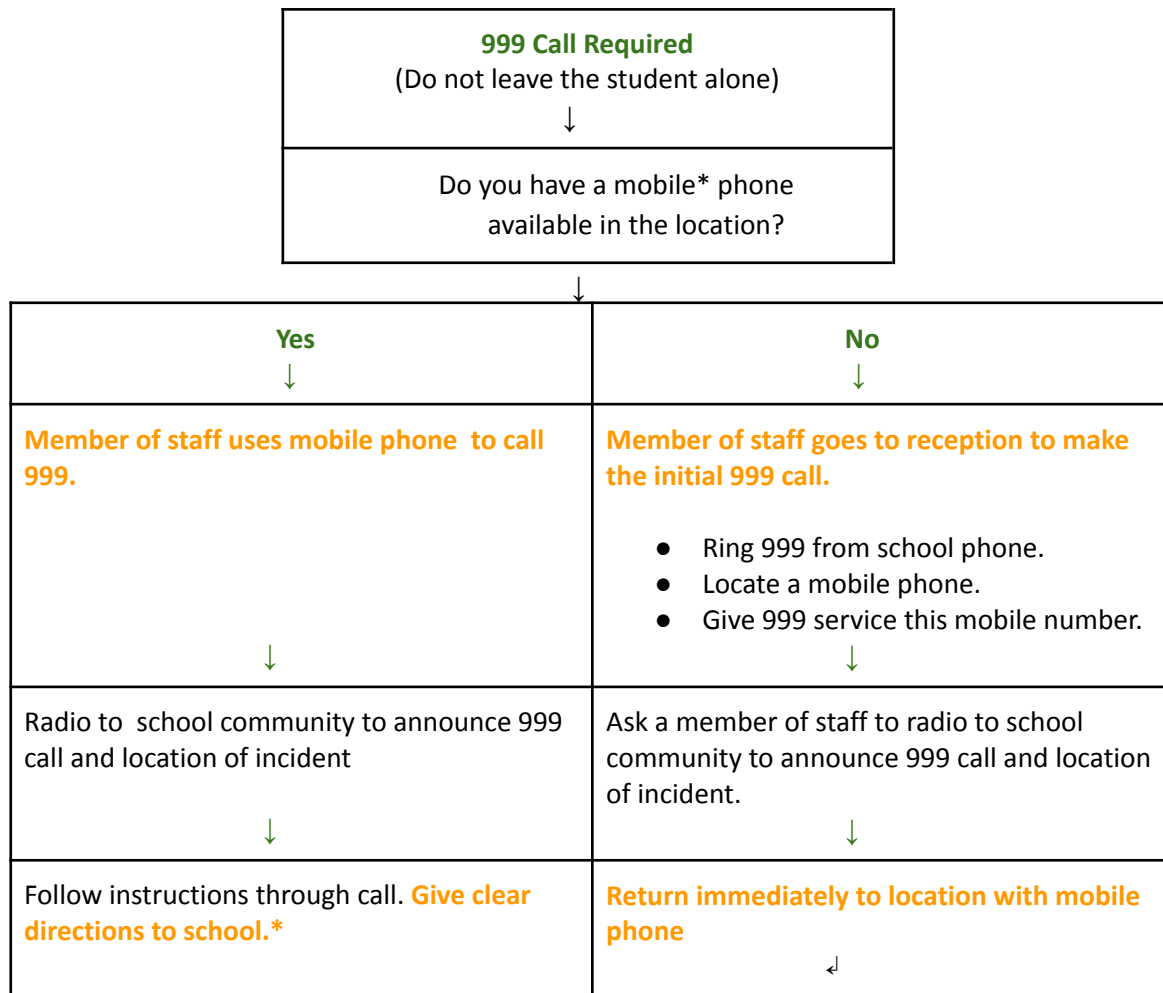 999 Call Required
(Do not leave the student alone)
↓
Do you have a mobile* phone
available in the location?
↓
Yes
↓
No
↓
Member of staff uses mobile phone  to call
999.
↓
Member of staff goes to reception to make
the initial 999 call.
● Ring 999 from school phone.
● Locate a mobile phone.
● Give 999 service this mobile number.
↓
Radio to  school community to announce 999
call and location of incident
↓
Ask a member of staff to radio to school
community to announce 999 call and location
of incident.
↓
Follow instructions through call. Give clear
directions to school.*
Return immediately to location with mobile
phone
↲